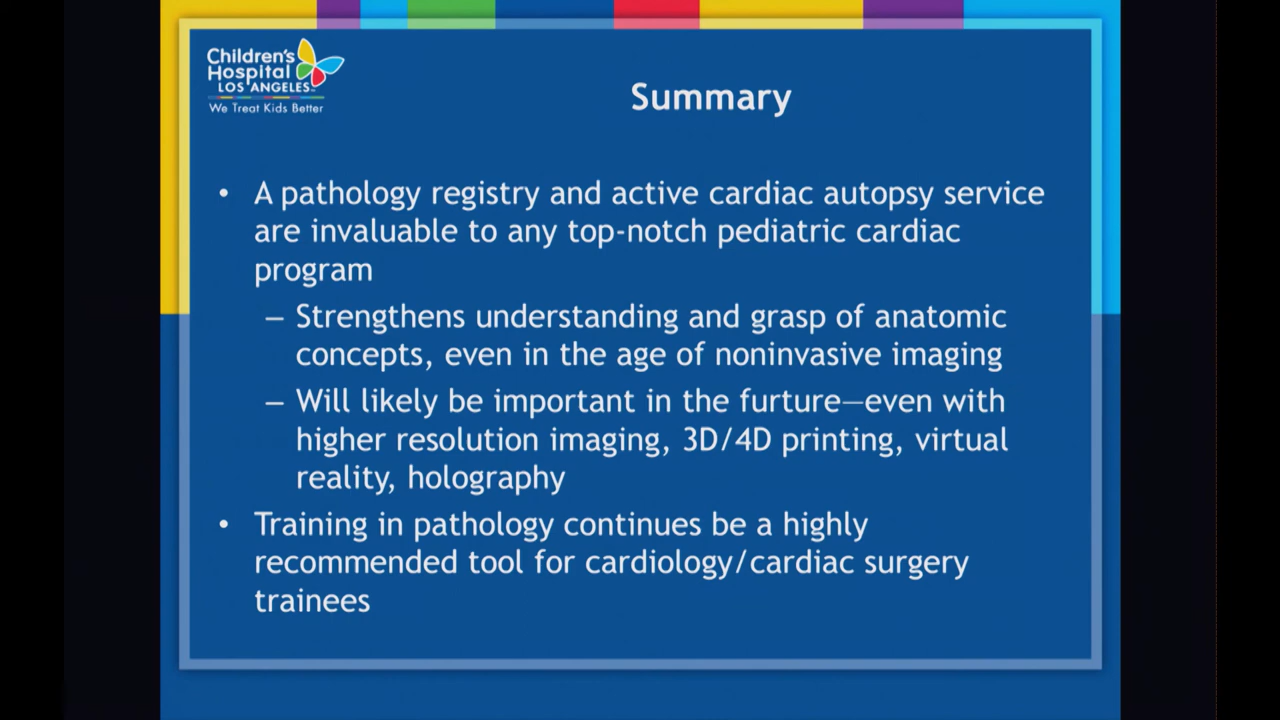 Children's
Hospital
LOS ANGELES
We Treat Kids Better
Summary
• A pathology registry and active cardiac autopsy service
are invaluable to any top-notch pediatric cardiac
program
– Strengthens understanding and grasp of anatomic
concepts, even in the age of noninvasive imaging
– Will likely be important in the furture—even with
higher resolution imaging, 3D/4D printing, virtual
reality, holography
• Training in pathology continues be a highly
recommended tool for cardiology/cardiac surgery
trainees